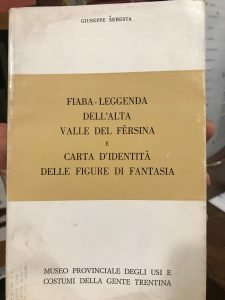 GIUSEPPE ŠEBESTA
FIABA-LEGGENDA
DELL'ALTA
VALLE DEL FÈRSINA
E
CARTA D'IDENTITÀ
DELLE FIGURE DI FANTASIA
MUSEO PROVINCIALE DEGLI USI E
COSTUMI DELLA GENTE TRENTINA